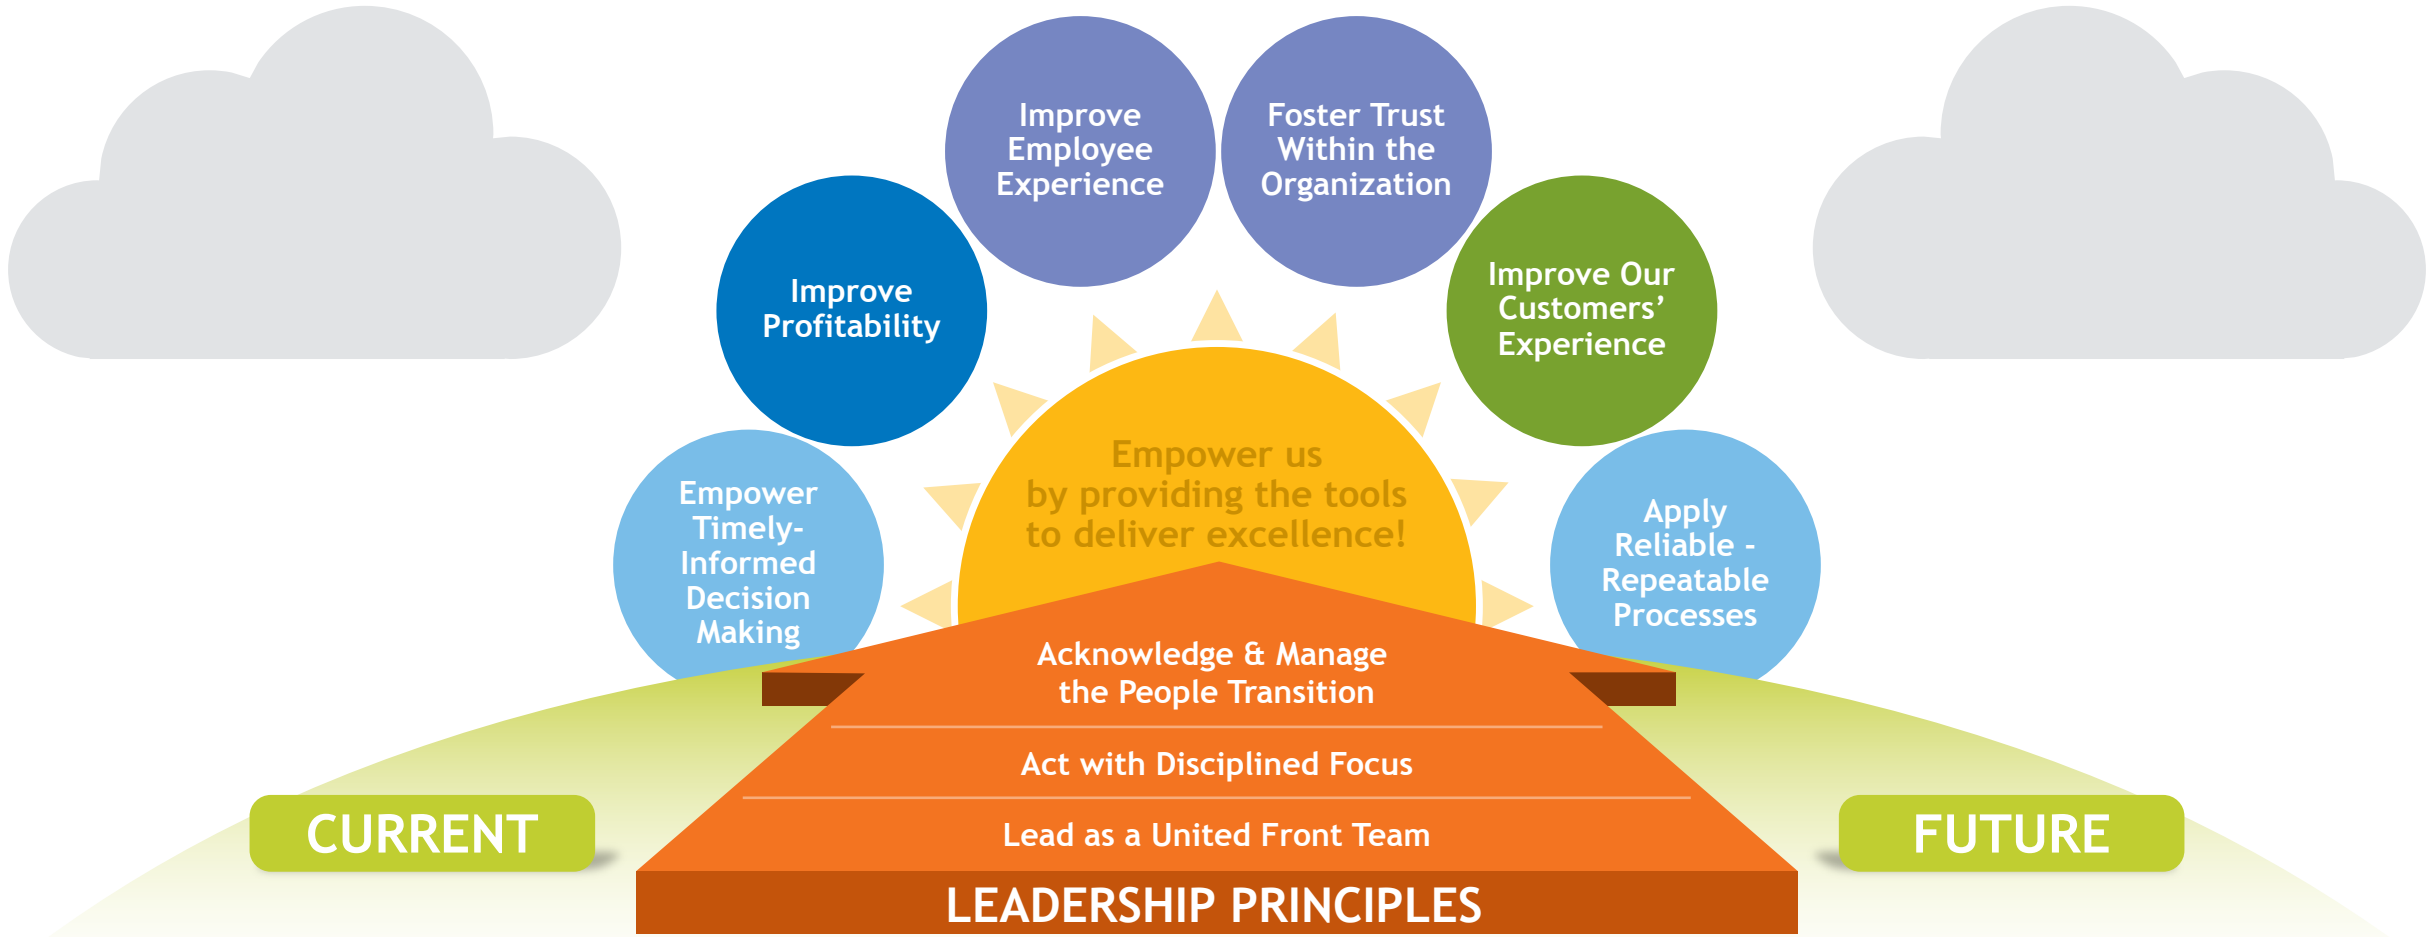 Improve
Employee
Experience
Foster Trust
Within the
Organization
Improve
Profitability
Improve Our
Customers’
Experience
Empower
Timely-
Informed
Decision
Making
Empower us
by providing the tools
to deliver excellence!
Apply
Reliable -
Repeatable
Processes
Acknowledge & Manage
the People Transition
Act with Disciplined Focus
Lead as a United Front Team
CURRENT
FUTURE
LEADERSHIP PRINCIPLES